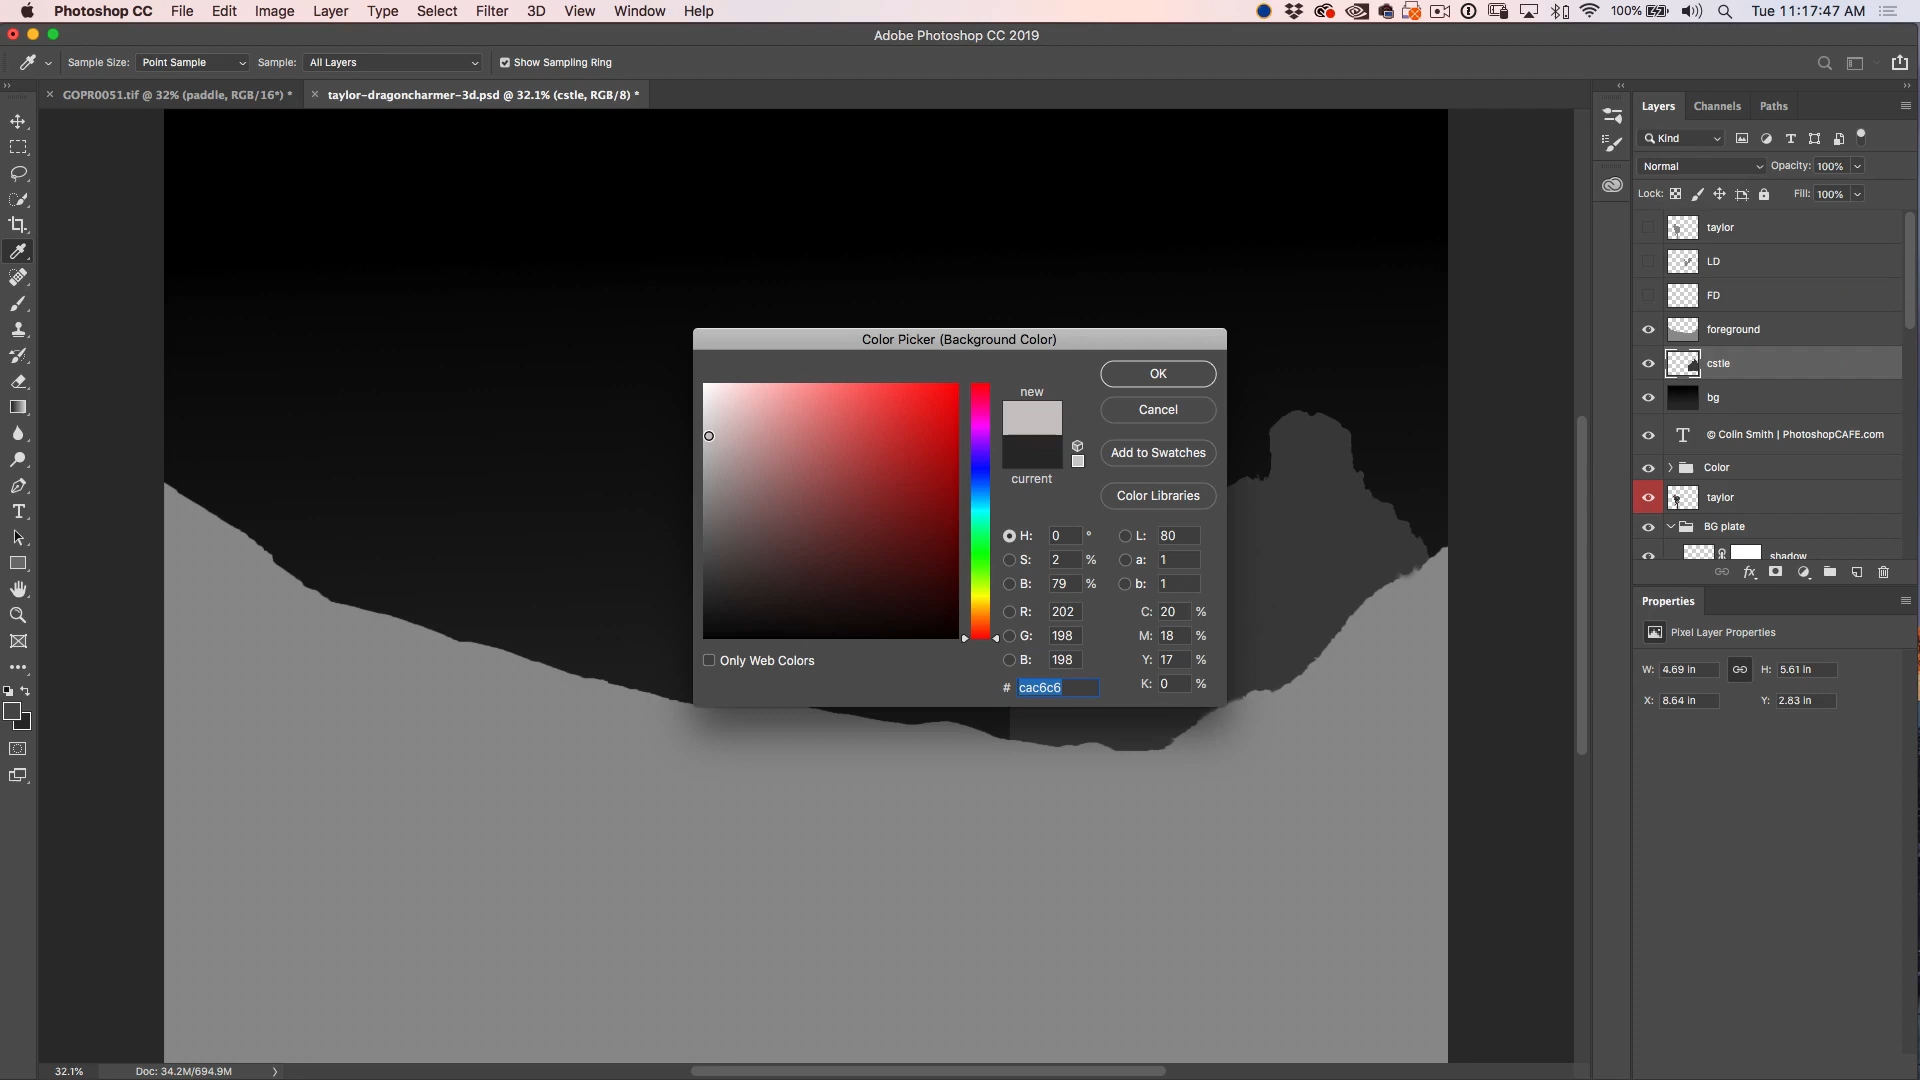 Photoshop CC File Edit Image Layer Type Select Filter 3D View Window Help 100% Tue 11:17:47 AM
Adobe Photoshop CC 2019
Sample Size: Point Sample Sample: All Layers Show Sampling Ring
GOPR0051.tif @ 32% (paddle, RGB/16*) * taylor-dragoncharmer-3d.psd @ 32.1% (cstle, RGB/8) *
Layers Channels Paths
Kind
Normal Opacity: 100%
Lock: Fill: 100%
taylor
LD
FD
foreground
cstle
bg
© Colin Smith | PhotoshopCAFE.com
Color
taylor
BG plate
shadow
fx
Properties
Pixel Layer Properties
W: 4.69 in H: 5.61 in
X: 8.64 in Y: 2.83 in
Color Picker (Background Color)
new
current
OK
Cancel
Add to Swatches
Color Libraries
H: 0 ° L: 80
S: 2 % a: 1
B: 79 % b: 1
R: 202 C: 20 %
G: 198 M: 18 %
B: 198 Y: 17 %
# cac6c6 K: 0 %
Only Web Colors
32.1% Doc: 34.2M/694.9M